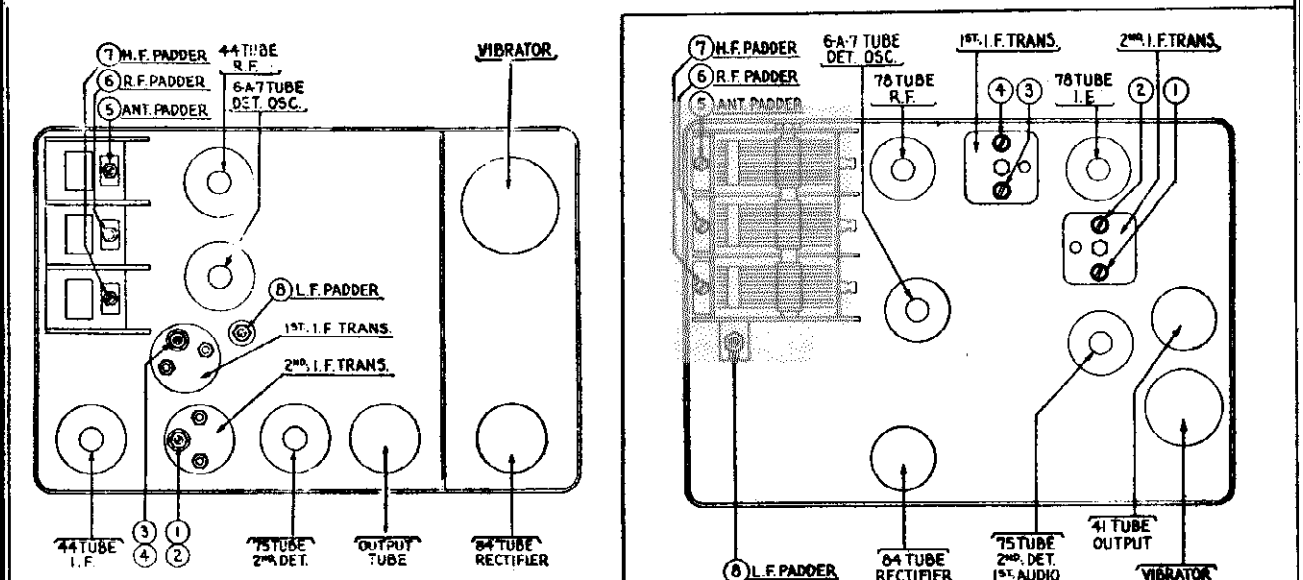 7 H.F. PADDER
6 R.F. PADDER
5 ANT. PADDER
44 TUBE
R.F.
6-A-7 TUBE
DET. OSC.
VIBRATOR
8 L.F. PADDER
1ST. I.F. TRANS.
2ND. I.F. TRANS.
44 TUBE
I.F.
3
4
1
2
75 TUBE
2ND. DET.
OUTPUT
TUBE
84 TUBE
RECTIFIER
7 H.F. PADDER
6 R.F. PADDER
5 ANT. PADDER
6-A-7 TUBE
DET. OSC.
78 TUBE
R.F.
1ST. I.F. TRANS.
4 3
78 TUBE
I.F.
2ND. I.F. TRANS.
2 1
8 L.F. PADDER
84 TUBE
RECTIFIER
75 TUBE
2ND. DET.
1ST. AUDIO
41 TUBE
OUTPUT
VIBRATOR